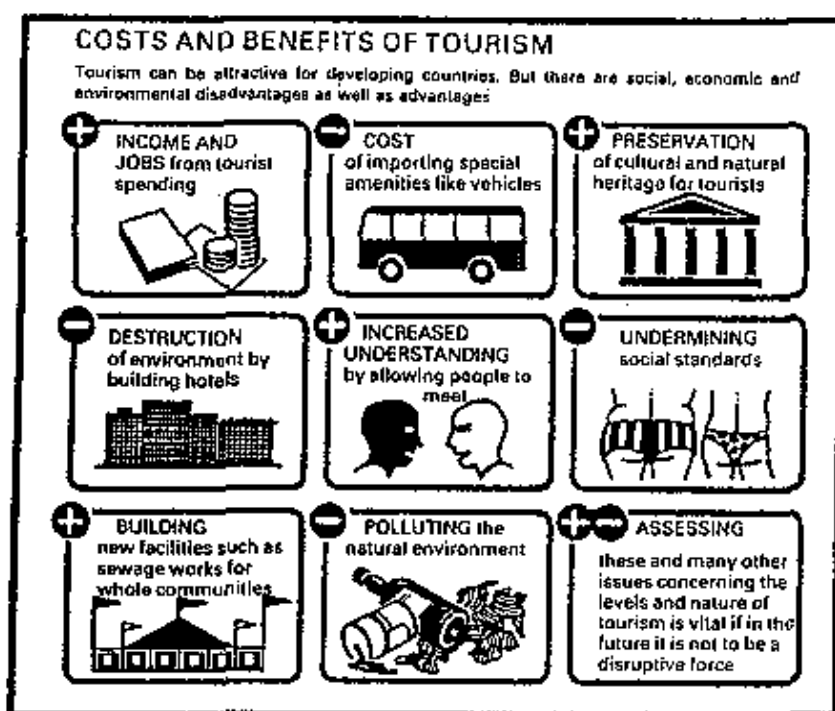 COSTS AND BENEFITS OF TOURISM
Tourism can be attractive for developing countries. But there are social, economic and
environmental disadvantages as well as advantages
INCOME AND
JOBS from tourist
spending
COST
of importing special
amenities like vehicles
PRESERVATION
of cultural and natural
heritage for tourists
DESTRUCTION
of environment by
building hotels
INCREASED
UNDERSTANDING
by allowing people to
meet
UNDERMINING
social standards
BUILDING
new facilities such as
sewage works for
whole communities
POLLUTING the
natural environment
ASSESSING
these and many other
issues concerning the
levels and nature of
tourism is vital if in the
future it is not to be a
disruptive force